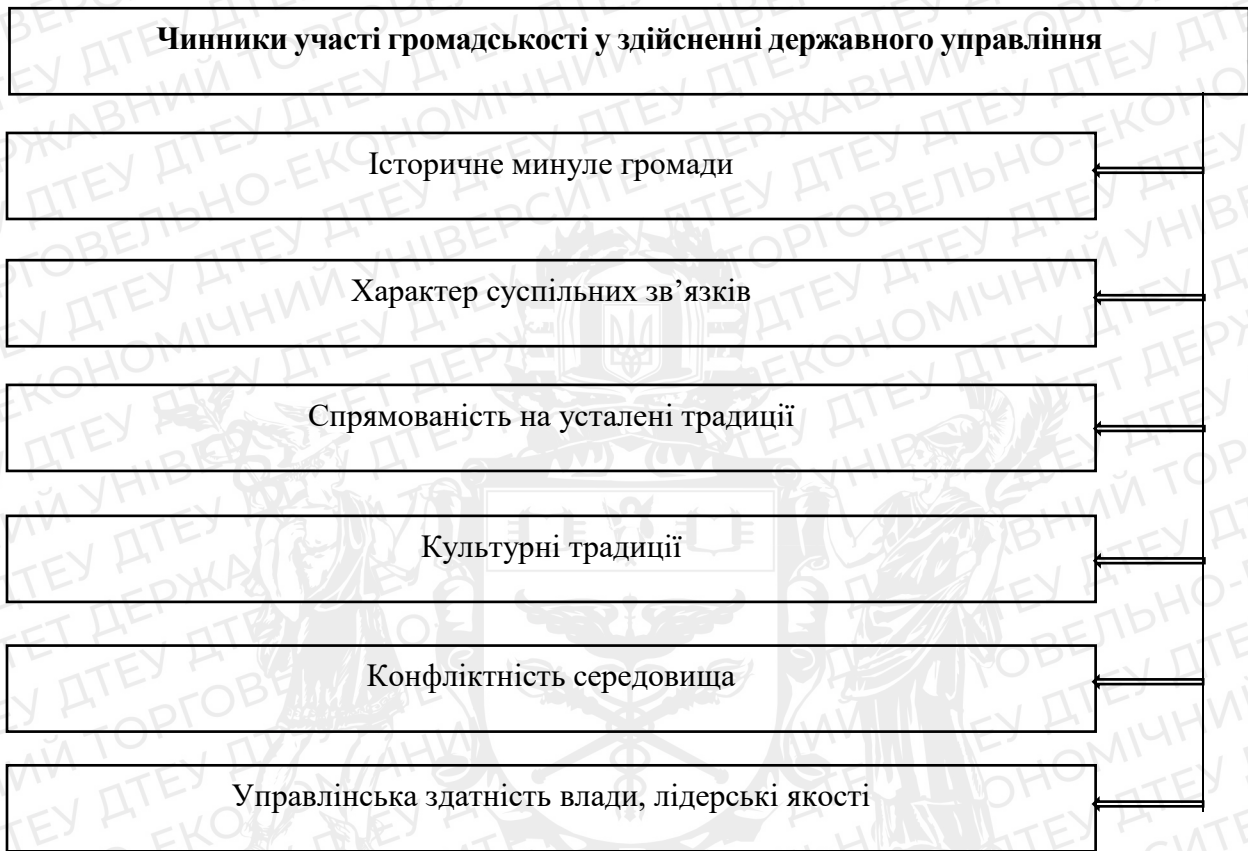 Чинники участі громадськості у здійсненні державного управління
Історичне минуле громади
Характер суспільних зв’язків
Спрямованість на усталені традиції
Культурні традиції
Конфліктність середовища
Управлінська здатність влади, лідерські якості